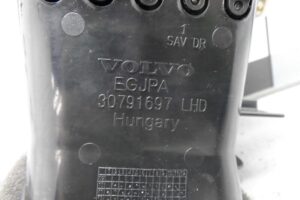 1
SAV DR
VOLVO
EGJPA
30791697 LHD
Hungary